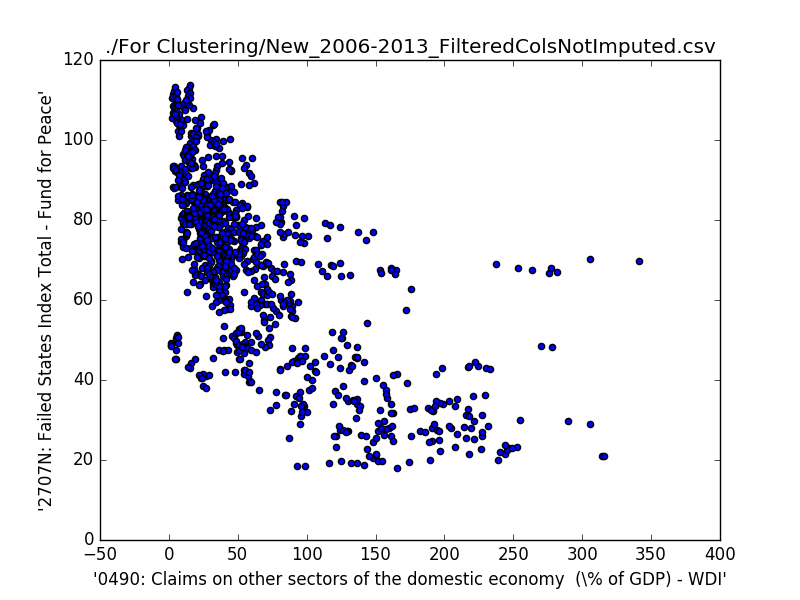 ./For Clustering/New_2006-2013_FilteredColsNotImputed.csv
'2707N: Failed States Index Total - Fund for Peace'
120
100
80
60
40
20
0
−50 0 50 100 150 200 250 300 350 400
'0490: Claims on other sectors of the domestic economy  (\% of GDP) - WDI'